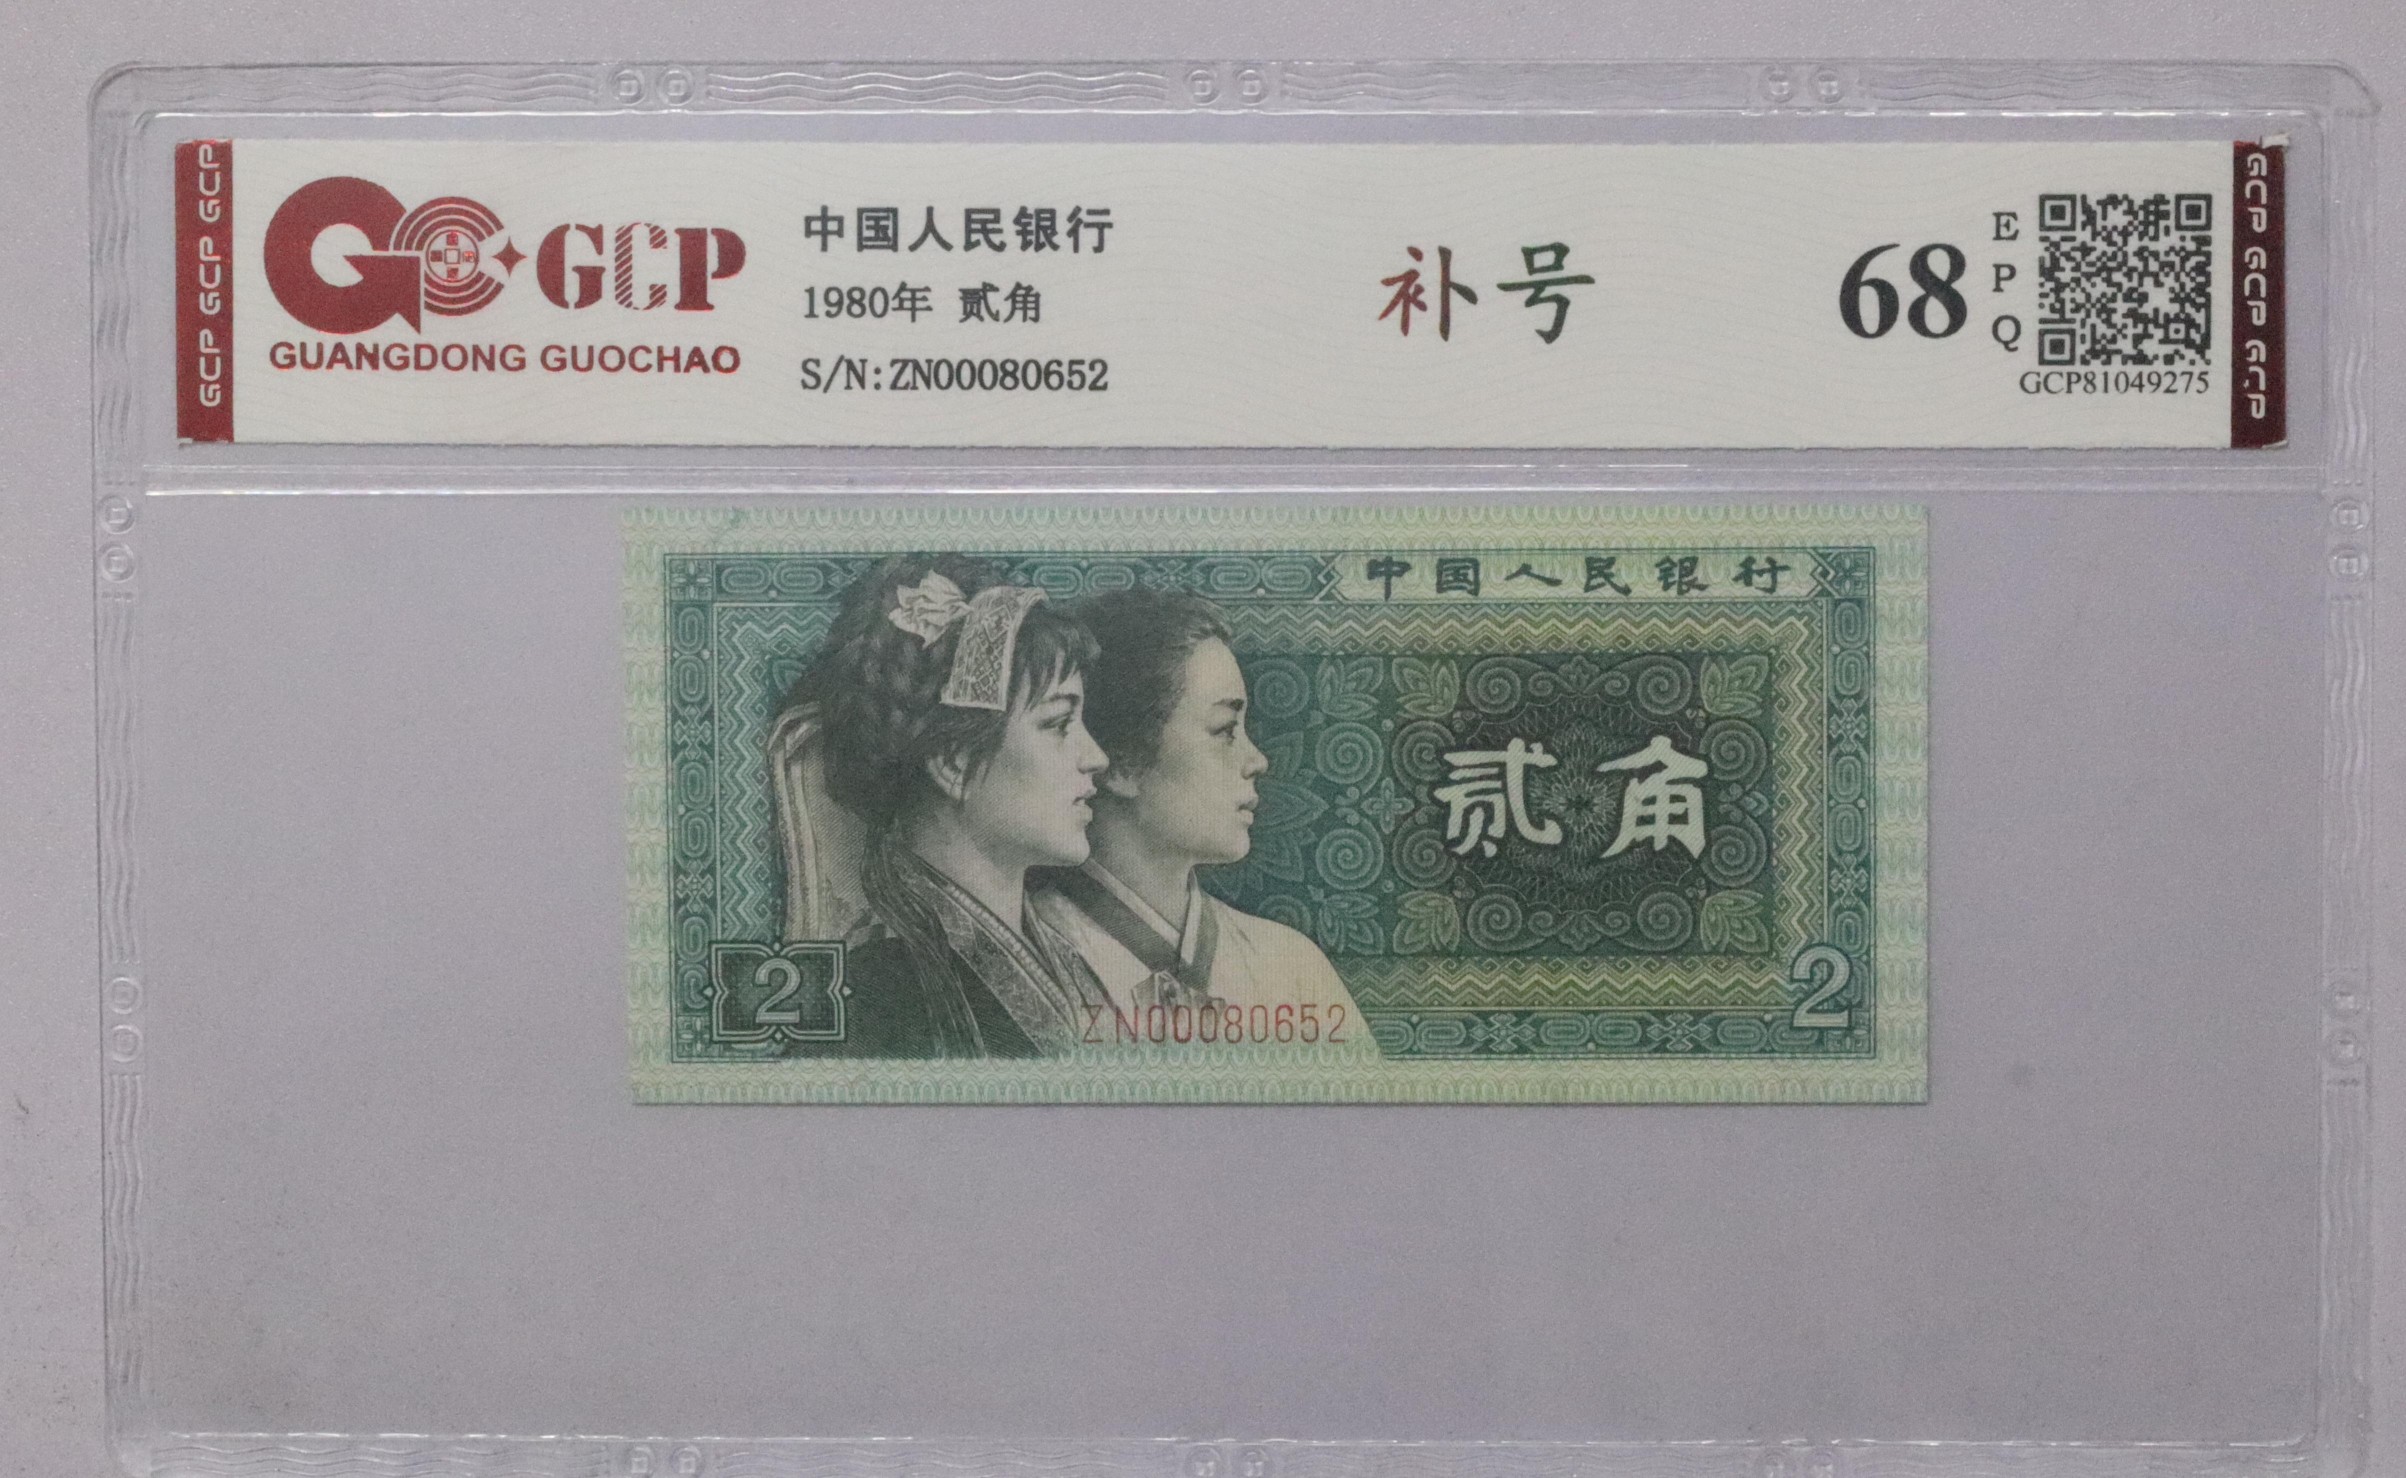 GCP GCP GCP
GCP
GUANGDONG GUOCHAO
中国人民银行
1980年 贰角
S/N:ZN00080652
补号
68
E
P
Q
GCP81049275
GCP GCP GCP
中国人民银行
贰角
2
2
ZN00080652